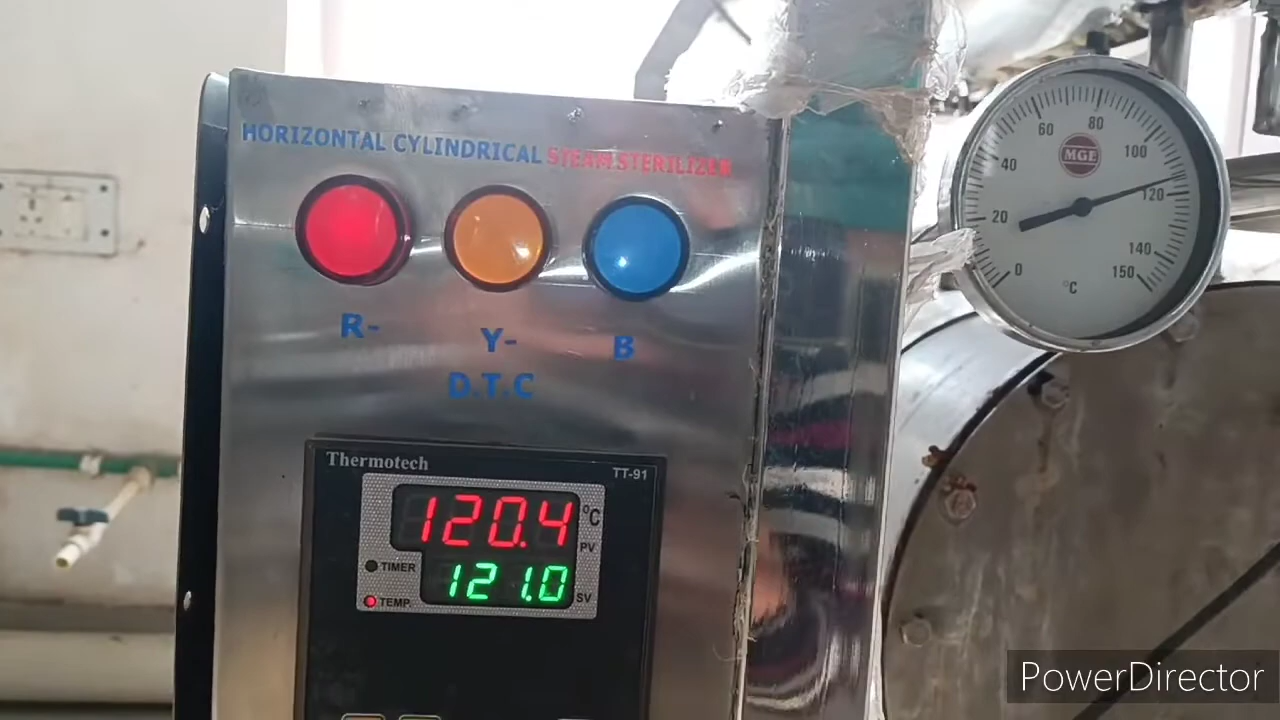 HORIZONTAL CYLINDRICAL STEAM STERILIZER
R-
Y-
B
D.T.C
Thermotech
TT-91
120.4 °C
PV
TIMER
121.0 SV
TEMP
0
20
40
60
80
100
120
140
150
°C
MGE
PowerDirector